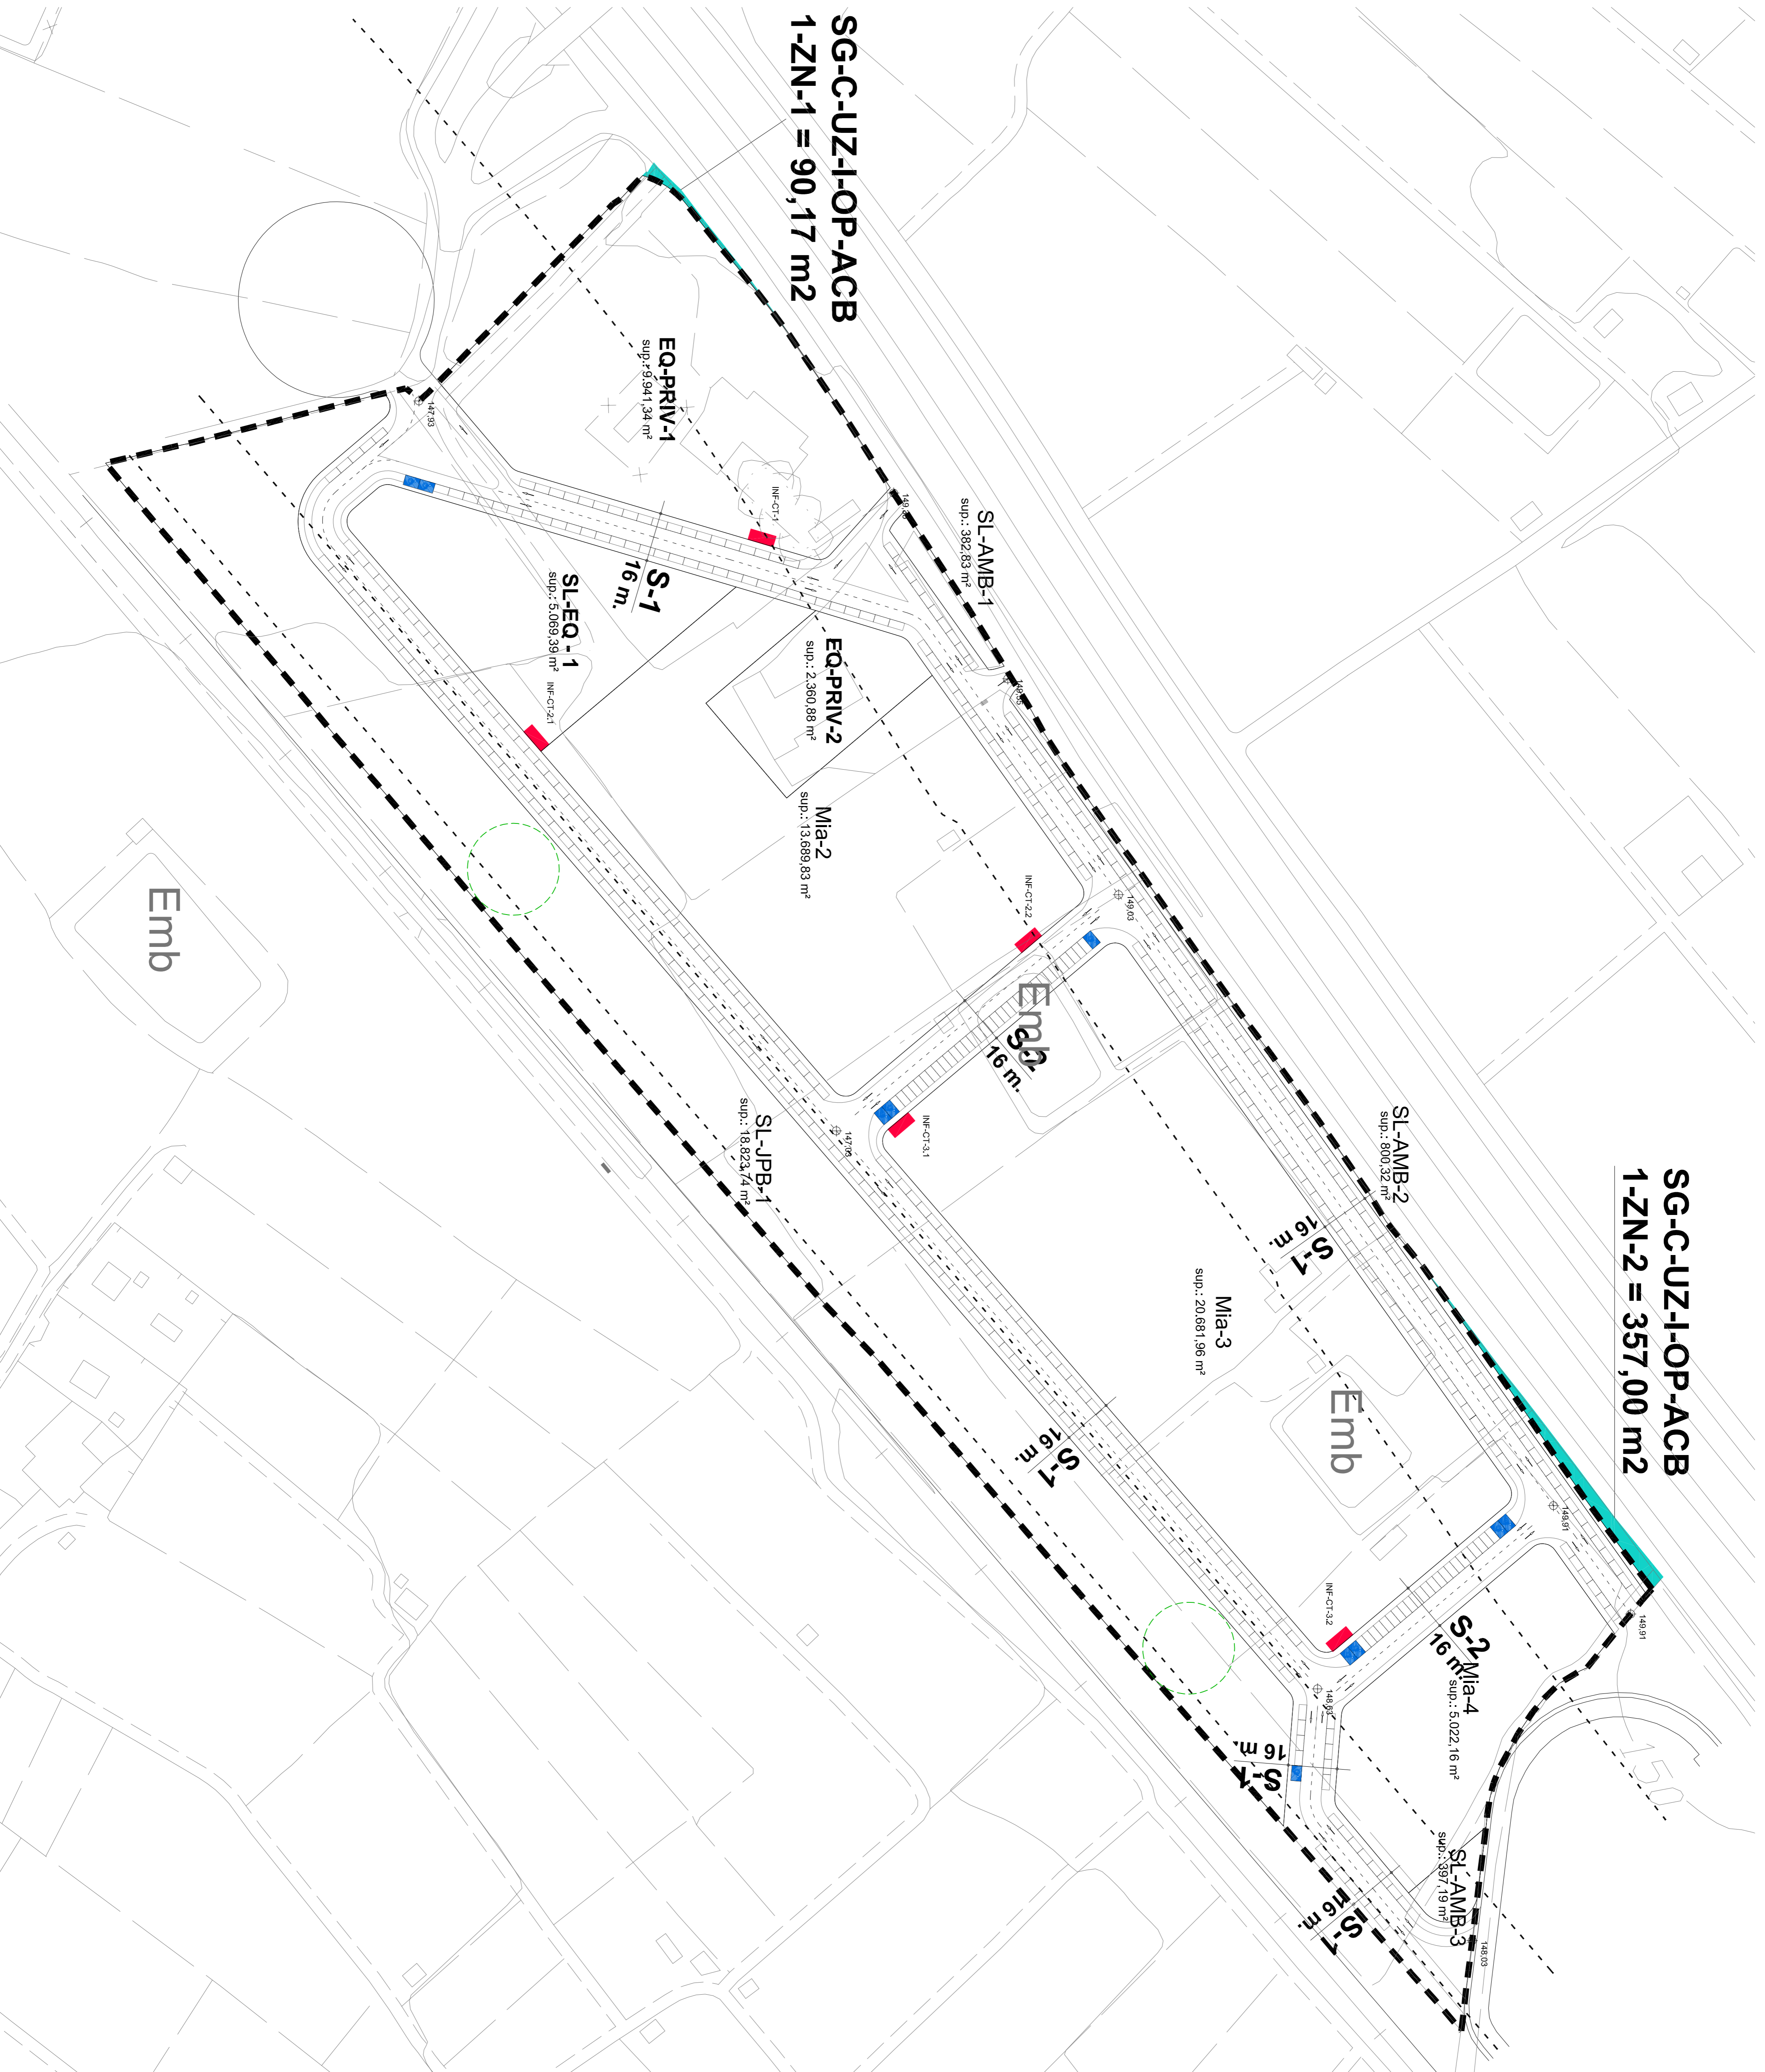 SG-C-UZ-I-OP-ACB
1-ZN-1 = 90,17 m2
EQ-PRIV-1
sup.: 9.941,34 m²
147,93
INF-CT-1
SL-AMB-1
sup.: 382,83 m²
S-1
16 m.
SL-EQ - 1
sup.: 5.069,39 m²
INF-CT-2.1
EQ-PRIV-2
sup.: 2.360,88 m²
Mia-2
sup.: 13.689,83 m²
INF-CT-2.2
149,03
Emb
Emb
S-2
16 m.
INF-CT-3.1
SL-JPB-1
sup.: 18.823,74 m²
SL-AMB-2
sup.: 800,32 m²
S-1
16 m.
SG-C-UZ-I-OP-ACB
1-ZN-2 = 357,00 m2
Mia-3
sup.: 20.681,96 m²
Emb
S-1
16 m.
149,91
149,91
INF-CT-3.2
S-2
16 m.
Mia-4
sup.: 5.022,16 m²
148,63
S-1
16 m.
150
SL-AMB-3
sup.: 397,19 m²
S-1
16 m.
148,03